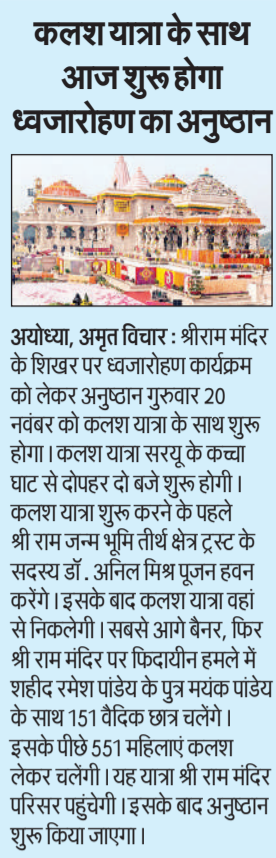 कलश यात्रा के साथ
आज शुरू होगा
ध्वजारोहण का अनुष्ठान
अयोध्या, अमृत विचार : श्रीराम मंदिर
के शिखर पर ध्वजारोहण कार्यक्रम
को लेकर अनुष्ठान गुरुवार 20
नवंबर को कलश यात्रा के साथ शुरू
होगा। कलश यात्रा सरयू के कच्चा
घाट से दोपहर दो बजे शुरू होगी।
कलश यात्रा शुरू करने के पहले
श्री राम जन्म भूमि तीर्थ क्षेत्र ट्रस्ट के
सदस्य डॉ. अनिल मिश्र पूजन हवन
करेंगे। इसके बाद कलश यात्रा वहां
से निकलेगी। सबसे आगे बैनर, फिर
श्री राम मंदिर पर फिदायीन हमले में
शहीद रमेश पांडेय के पुत्र मयंक पांडेय
के साथ 151 वैदिक छात्र चलेंगे।
इसके पीछे 551 महिलाएं कलश
लेकर चलेंगी। यह यात्रा श्री राम मंदिर
परिसर पहुंचेगी। इसके बाद अनुष्ठान
शुरू किया जाएगा।